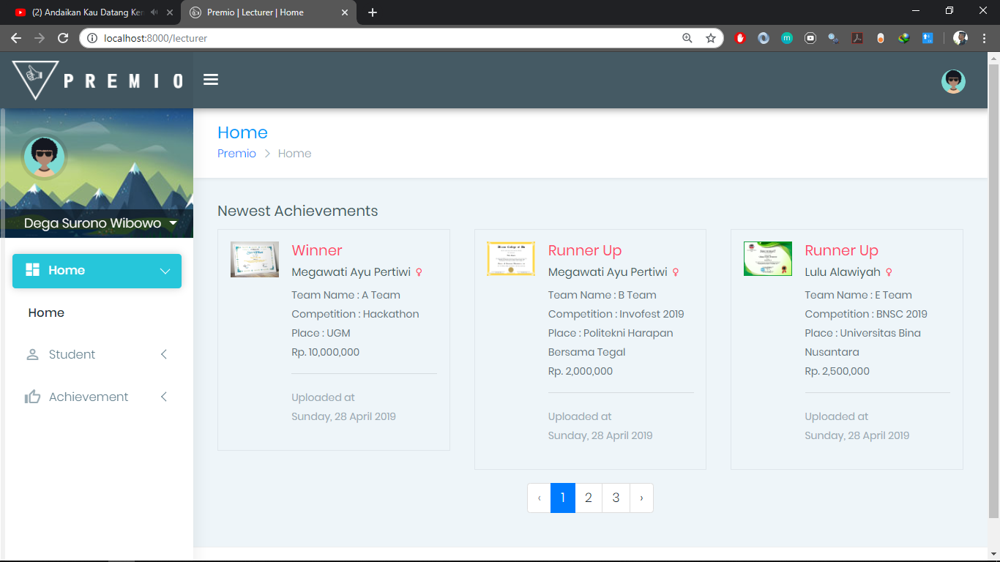 (2) Andaikan Kau Datang Ke
Premio | Lecturer | Home
localhost:8000/lecturer
PREMIO
Dega Surono Wibowo
Home
Home
Student
Achievement
Home
Premio > Home
Newest Achievements
Winner
Megawati Ayu Pertiwi ♀
Team Name : A Team
Competition : Hackathon
Place : UGM
Rp. 10,000,000
Uploaded at
Sunday, 28 April 2019
Runner Up
Megawati Ayu Pertiwi ♀
Team Name : B Team
Competition : Invofest 2019
Place : Politekni Harapan
Bersama Tegal
Rp. 2,000,000
Uploaded at
Sunday, 28 April 2019
Runner Up
Lulu Alawiyah ♀
Team Name : E Team
Competition : BNSC 2019
Place : Universitas Bina
Nusantara
Rp. 2,500,000
Uploaded at
Sunday, 28 April 2019
‹ 1 2 3 ›